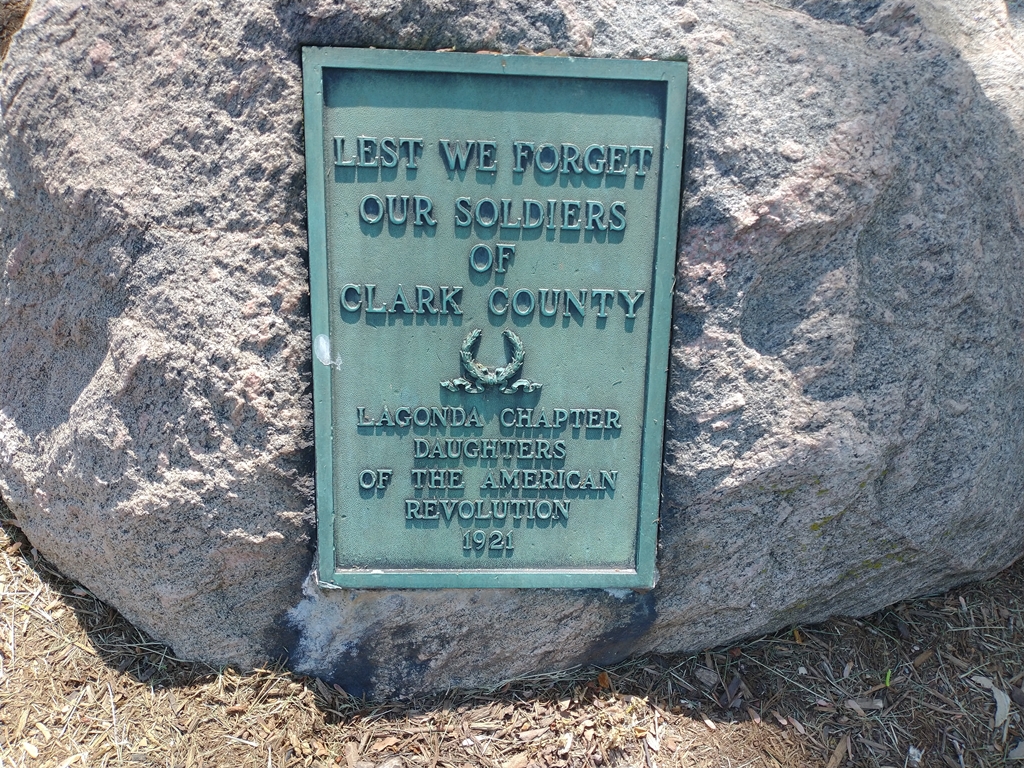 LEST WE FORGET
OUR SOLDIERS
OF
CLARK COUNTY
LAGONDA CHAPTER
DAUGHTERS
OF THE AMERICAN
REVOLUTION
1921